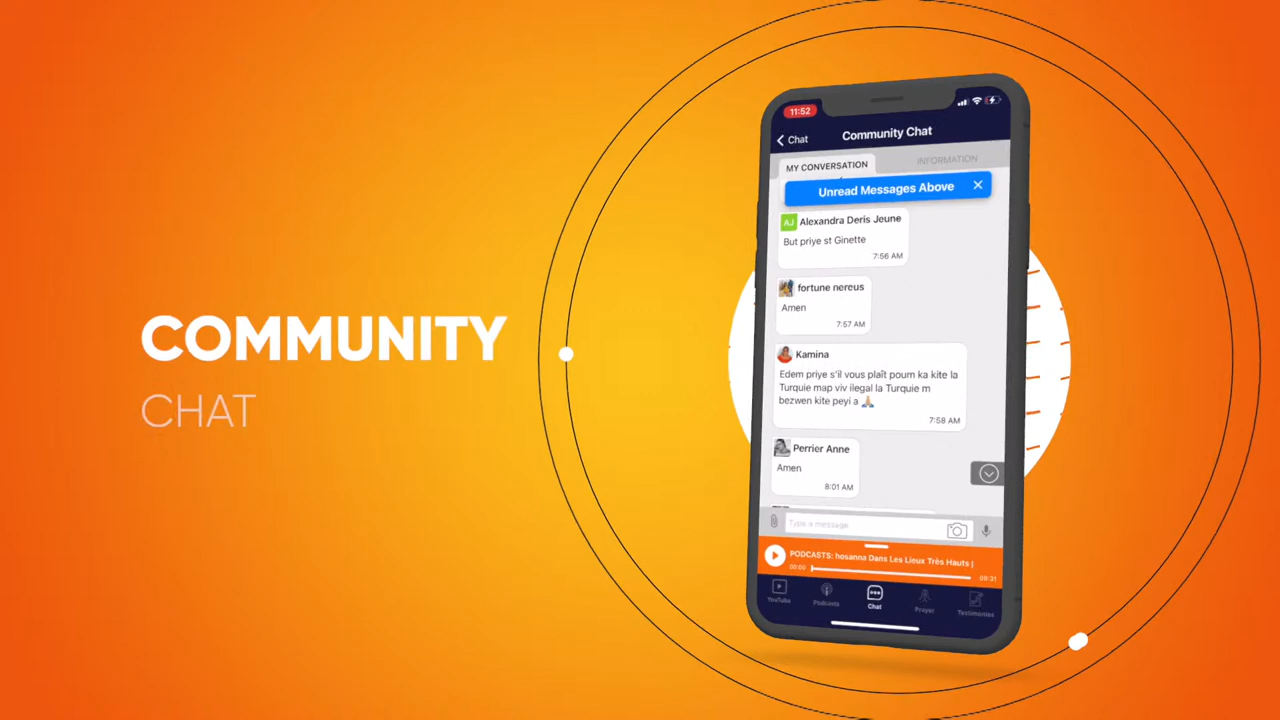 COMMUNITY
CHAT
11:52
Chat
Community Chat
MY CONVERSATION
INFORMATION
Unread Messages Above
AJ
Alexandra Deris Jeune
But priye st Ginette
7:56 AM
fortune nereus
Amen
7:57 AM
Kamina
Edem priye s'il vous plaît poum ka kite la
Turquie map viv ilegal la Turquie m
bezwen kite peyi a 🙏🏼
7:58 AM
Perrier Anne
Amen
8:01 AM
Type a message
PODCASTS: hosanna Dans Les Lieux Très Hauts |
00:00
08:31
YouTube
Podcasts
Chat
Prayer
Testimonies